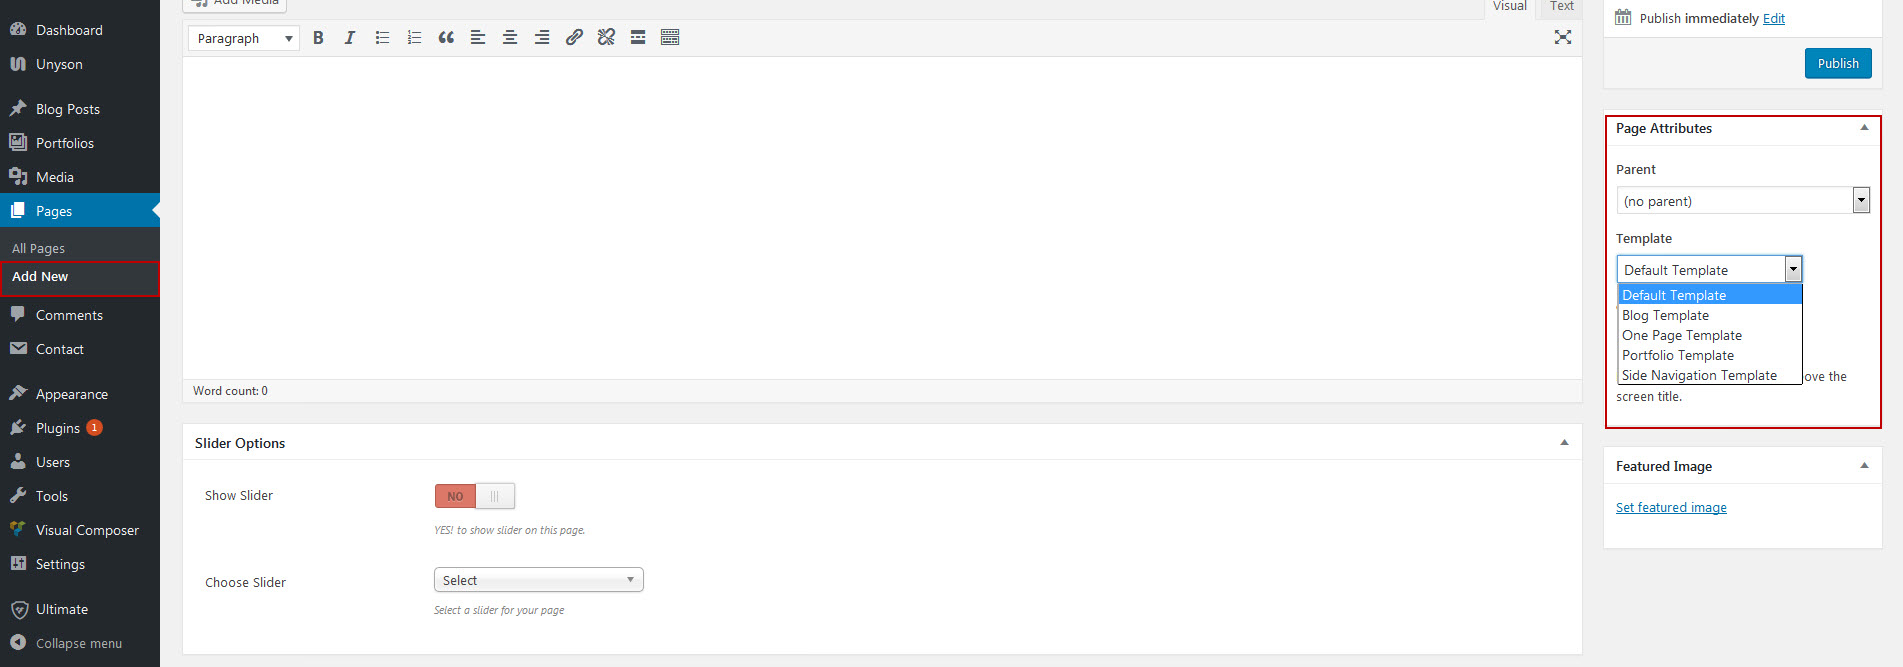 Dashboard
Unyson
Blog Posts
Portfolios
Media
Pages
All Pages
Add New
Comments
Contact
Appearance
Plugins 1
Users
Tools
Visual Composer
Settings
Ultimate
Collapse menu
Add Media
Visual Text
Paragraph
Word count: 0
Slider Options
Show Slider
NO
YES! to show slider on this page.
Choose Slider
Select
Select a slider for your page
Publish immediately Edit
Publish
Page Attributes
Parent
(no parent)
Template
Default Template
Default Template
Blog Template
One Page Template
Portfolio Template
Side Navigation Template
the
screen title.
Featured Image
Set featured image